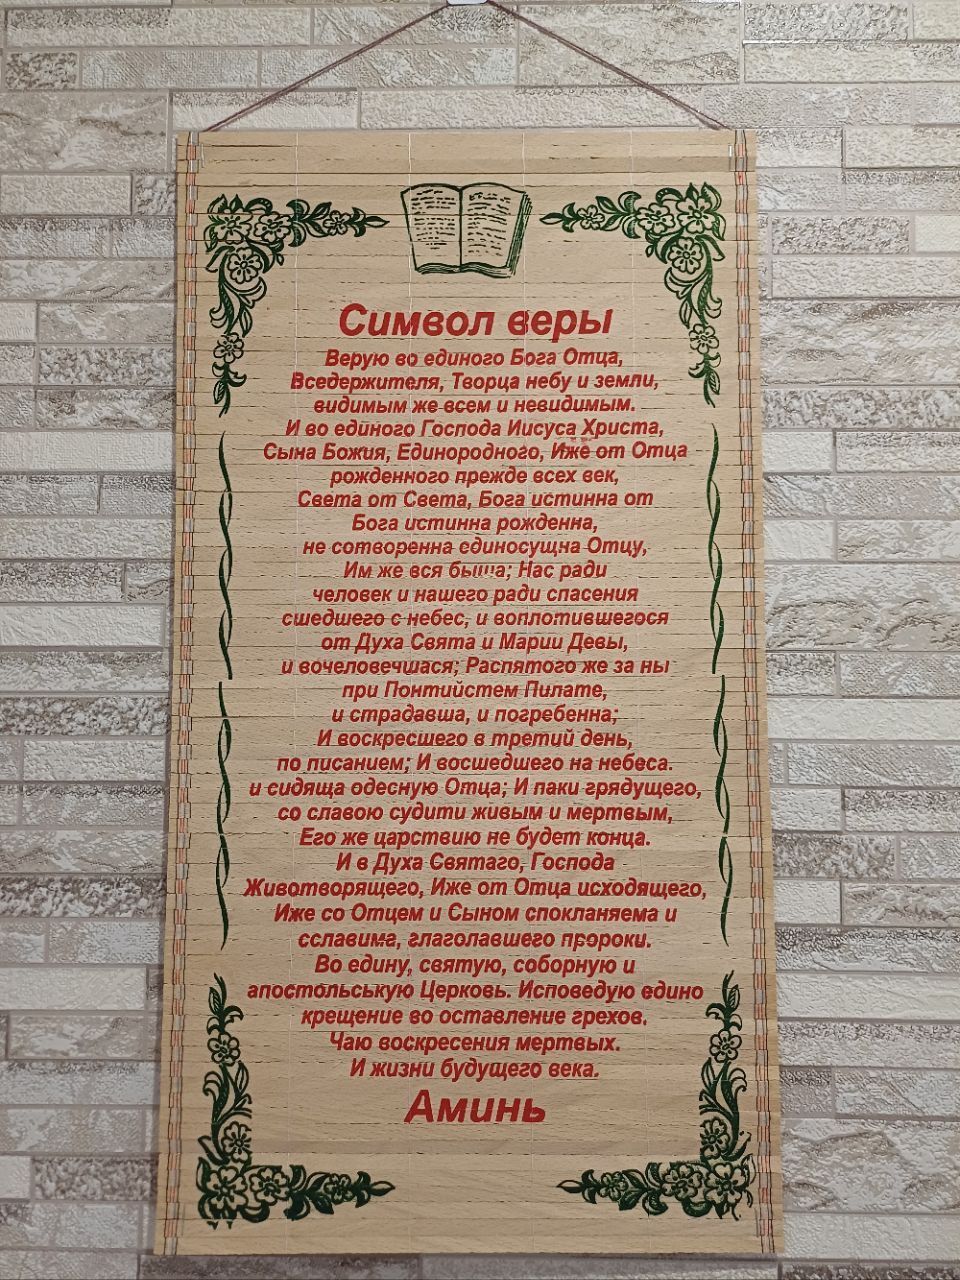 Символ веры
Верую во единого Бога Отца,
Вседержителя, Творца небу и земли,
видимым же всем и невидимым.
И во единого Господа Иисуса Христа,
Сына Божия, Единородного, Иже от Отца
рожденного прежде всех век,
Света от Света, Бога истинна от
Бога истинна рожденна,
не сотворенна единосущна Отцу,
Им же вся быша; Нас ради
человек и нашего ради спасения
сшедшего с небес, и воплотившегося
от Духа Свята и Марии Девы,
и вочеловечшася; Распятого же за ны
при Понтийстем Пилате,
и страдавша, и погребенна;
И воскресшего в третий день,
по писанием; И восшедшего на небеса.
и сидяща одесную Отца; И паки грядущего,
со славою судити живым и мертвым,
Его же царствию не будет конца.
И в Духа Святаго, Господа
Животворящего, Иже от Отца исходящего,
Иже со Отцем и Сыном спокланяема и
сславима, глаголавшего пророки.
Во едину, святую, соборную и
апостольськую Церковь. Исповедую едино
крещение во оставление грехов.
Чаю воскресения мертвых.
И жизни будущего века.
Аминь